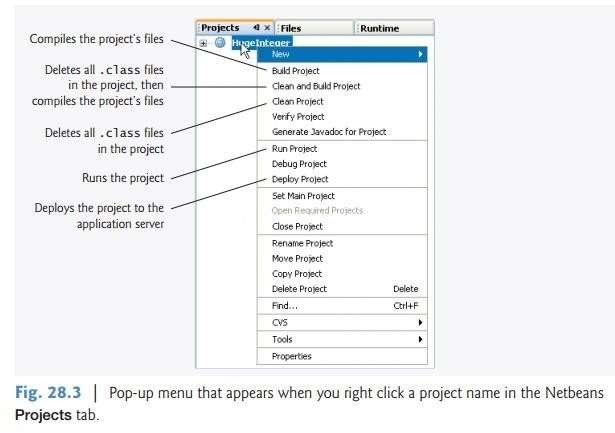 Projects Files Runtime
HugeInteger
Compiles the project's files
Deletes all .class files
in the project, then
compiles the project's files
Deletes all .class files
in the project
Runs the project
Deploys the project to the
application server
New
Build Project
Clean and Build Project
Clean Project
Verify Project
Generate Javadoc for Project
Run Project
Debug Project
Deploy Project
Set Main Project
Open Required Projects
Close Project
Rename Project
Move Project
Copy Project
Delete Project Delete
Find... Ctrl+F
CVS
Tools
Properties
Fig. 28.3 | Pop-up menu that appears when you right click a project name in the Netbeans
Projects tab.